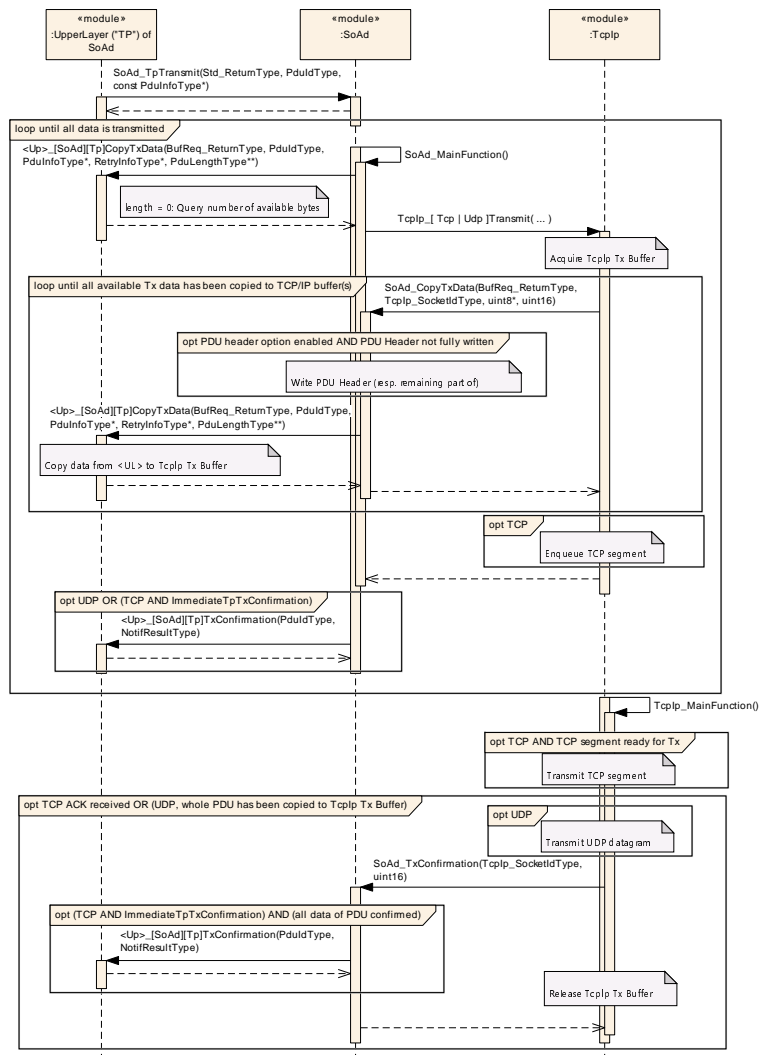 «module»
:UpperLayer ("TP") of
SoAd
«module»
:SoAd
«module»
:TcpIp
SoAd_TpTransmit(Std_ReturnType, PduIdType,
const PduInfoType*)
loop until all data is transmitted
<Up>_[SoAd][Tp]CopyTxData(BufReq_ReturnType, PduIdType,
PduInfoType*, RetryInfoType*, PduLengthType**)
SoAd_MainFunction()
length = 0: Query number of available bytes
TcpIp_[ Tcp | Udp ]Transmit( ... )
Acquire TcpIp Tx Buffer
loop until all available Tx data has been copied to TCP/IP buffer(s)
SoAd_CopyTxData(BufReq_ReturnType,
TcpIp_SocketIdType, uint8*, uint16)
opt PDU header option enabled AND PDU Header not fully written
Write PDU Header (resp. remaining part of)
<Up>_[SoAd][Tp]CopyTxData(BufReq_ReturnType, PduIdType,
PduInfoType*, RetryInfoType*, PduLengthType**)
Copy data from <UL> to TcpIp Tx Buffer
opt TCP
Enqueue TCP segment
opt UDP OR (TCP AND ImmediateTpTxConfirmation)
<Up>_[SoAd][Tp]TxConfirmation(PduIdType,
NotifResultType)
TcpIp_MainFunction()
opt TCP AND TCP segment ready for Tx
Transmit TCP segment
opt TCP ACK received OR (UDP, whole PDU has been copied to TcpIp Tx Buffer)
opt UDP
Transmit UDP datagram
SoAd_TxConfirmation(TcpIp_SocketIdType,
uint16)
opt (TCP AND ImmediateTpTxConfirmation) AND (all data of PDU confirmed)
<Up>_[SoAd][Tp]TxConfirmation(PduIdType,
NotifResultType)
Release TcpIp Tx Buffer